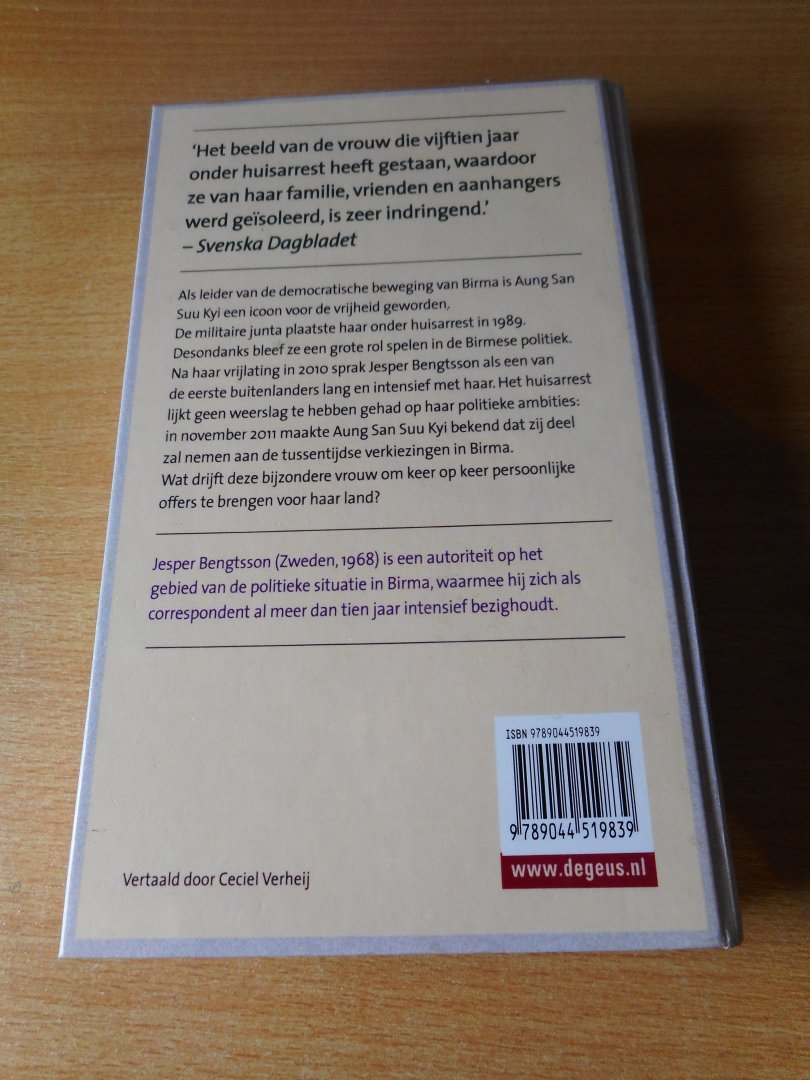 ‘Het beeld van de vrouw die vijftien jaar
onder huisarrest heeft gestaan, waardoor
ze van haar familie, vrienden en aanhangers
werd geïsoleerd, is zeer indringend.’
– Svenska Dagbladet
Als leider van de democratische beweging van Birma is Aung San
Suu Kyi een icoon voor de vrijheid geworden.
De militaire junta plaatste haar onder huisarrest in 1989.
Desondanks bleef ze een grote rol spelen in de Birmese politiek.
Na haar vrijlating in 2010 sprak Jesper Bengtsson als een van
de eerste buitenlanders lang en intensief met haar. Het huisarrest
lijkt geen weerslag te hebben gehad op haar politieke ambities:
in november 2011 maakte Aung San Suu Kyi bekend dat zij deel
zal nemen aan de tussentijdse verkiezingen in Birma.
Wat drijft deze bijzondere vrouw om keer op keer persoonlijke
offers te brengen voor haar land?
Jesper Bengtsson (Zweden, 1968) is een autoriteit op het
gebied van de politieke situatie in Birma, waarmee hij zich als
correspondent al meer dan tien jaar intensief bezighoudt.
ISBN 9789044519839
9 789044 519839
www.degeus.nl
Vertaald door Ceciel Verheij